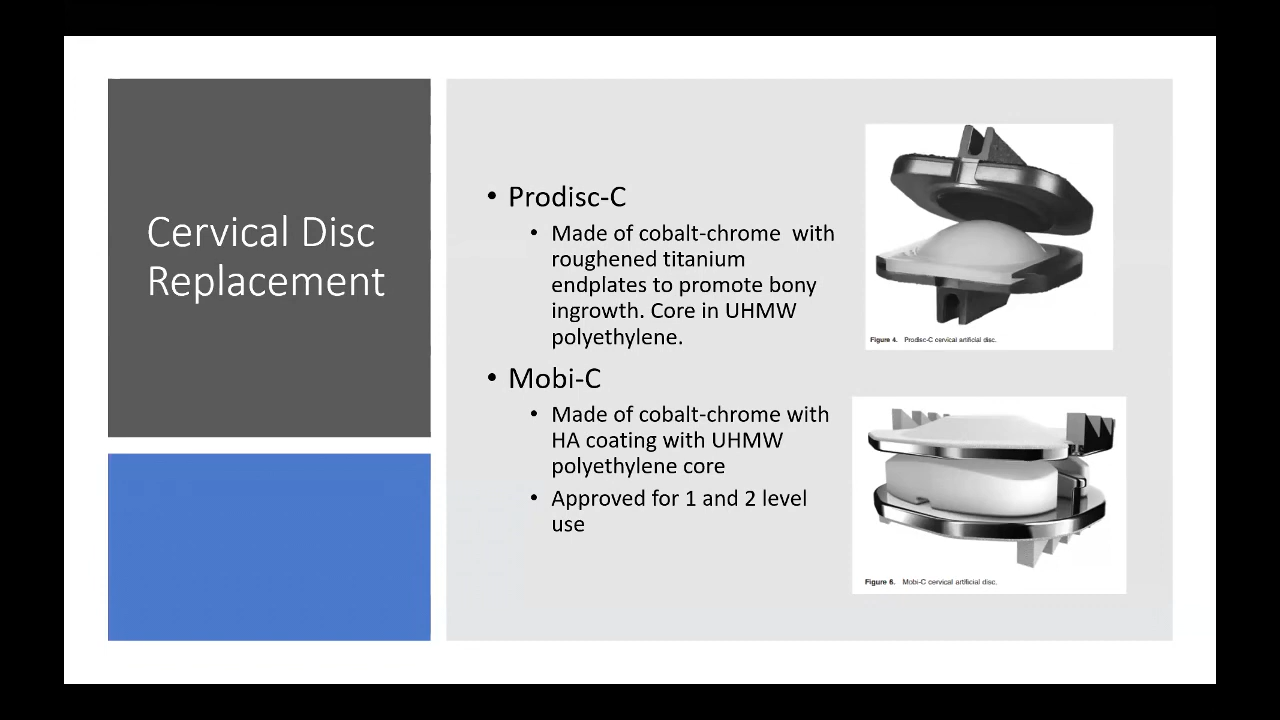 Cervical Disc
Replacement
• Prodisc-C
• Made of cobalt-chrome  with
roughened titanium
endplates to promote bony
ingrowth. Core in UHMW
polyethylene.
• Mobi-C
• Made of cobalt-chrome with
HA coating with UHMW
polyethylene core
• Approved for 1 and 2 level
use
Figure 4. Prodisc-C cervical artificial disc.
Figure 6. Mobi-C cervical artificial disc.